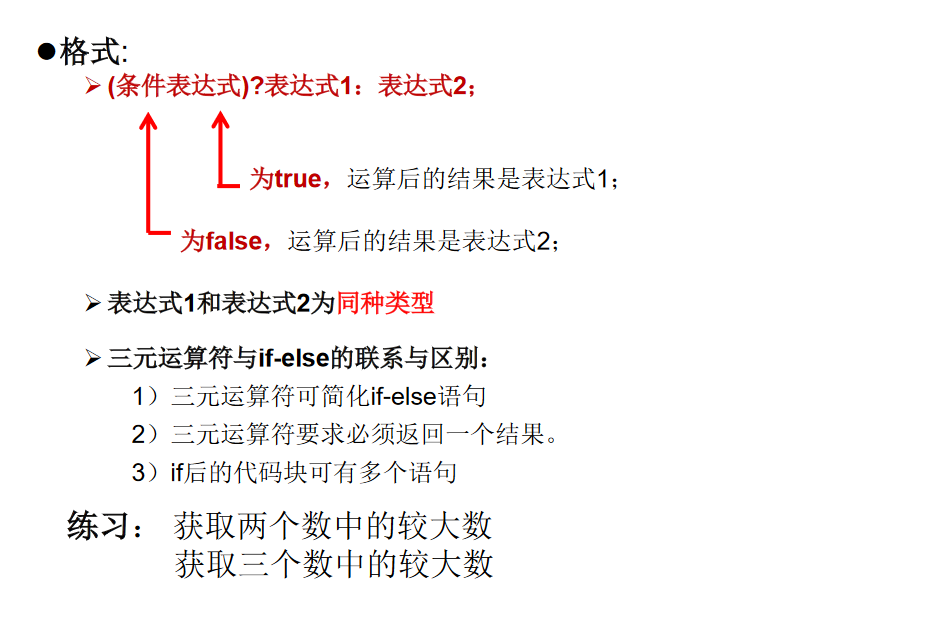 ●格式:
➢(条件表达式)?表达式1：表达式2；
为true，运算后的结果是表达式1；
为false，运算后的结果是表达式2；
➢表达式1和表达式2为同种类型
➢三元运算符与if-else的联系与区别：
1）三元运算符可简化if-else语句
2）三元运算符要求必须返回一个结果。
3）if后的代码块可有多个语句
练习： 获取两个数中的较大数
获取三个数中的较大数